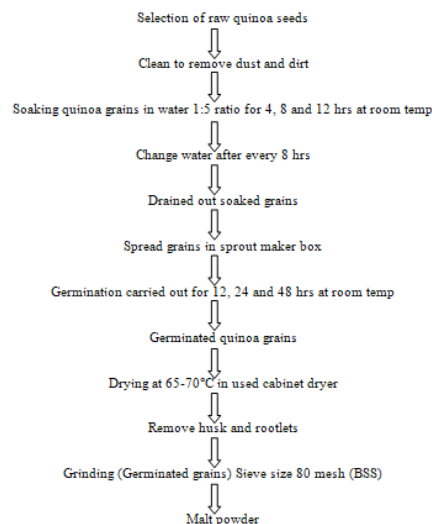 Selection of raw quinoa seeds
Clean to remove dust and dirt
Soaking quinoa grains in water 1:5 ratio for 4, 8 and 12 hrs at room temp
Change water after every 8 hrs
Drained out soaked grains
Spread grains in sprout maker box
Germination carried out for 12, 24 and 48 hrs at room temp
Germinated quinoa grains
Drying at 65-70°C in used cabinet dryer
Remove husk and rootlets
Grinding (Germinated grains) Sieve size 80 mesh (BSS)
Malt powder